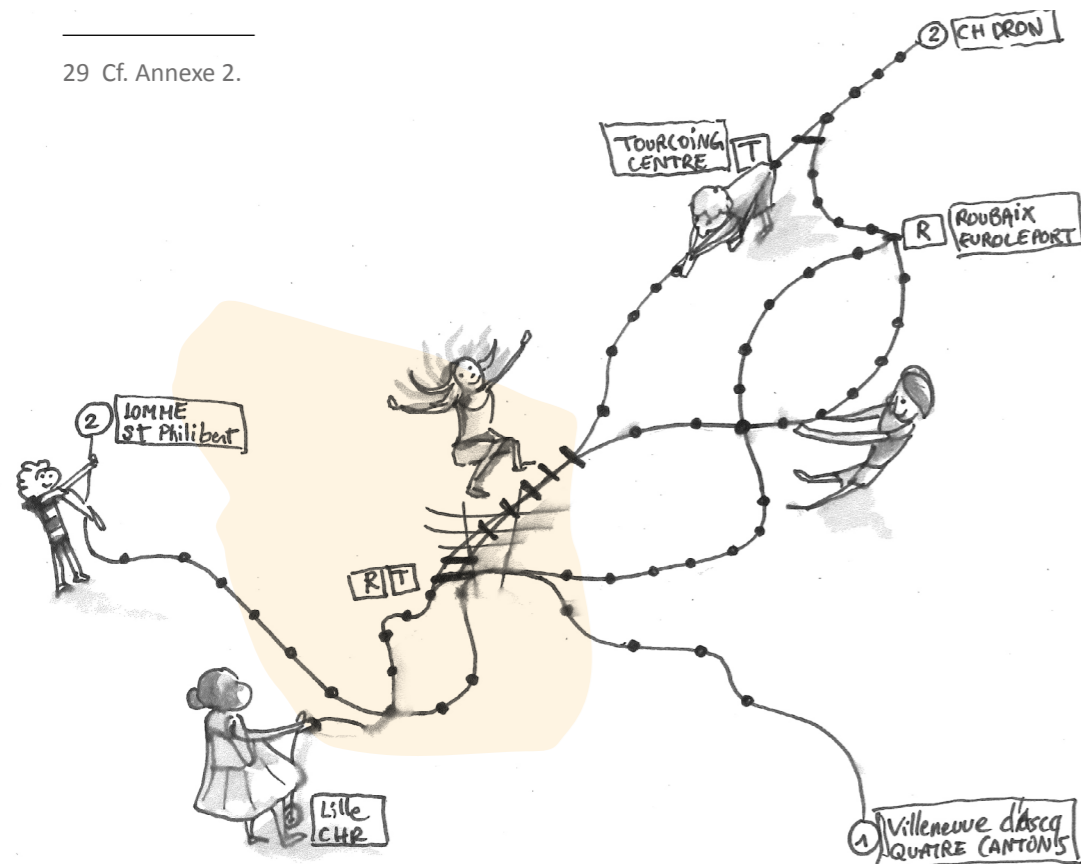 29 Cf. Annexe 2.
2 CH DRON
TOURCOING
CENTRE T
R ROUBAIX
EUROLEPORT
2 LOMME
St Philibert
R T
Lille
CHR
1 Villeneuve d'Ascq
QUATRE CANTONS